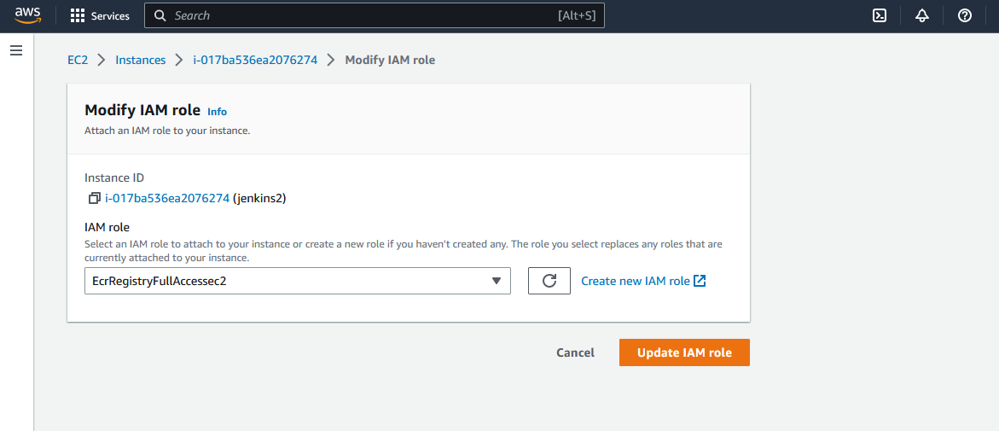 aws
Services
Search
[Alt+S]
EC2 > Instances > i-017ba536ea2076274 > Modify IAM role
Modify IAM role Info
Attach an IAM role to your instance.
Instance ID
i-017ba536ea2076274 (jenkins2)
IAM role
Select an IAM role to attach to your instance or create a new role if you haven't created any. The role you select replaces any roles that are
currently attached to your instance.
EcrRegistryFullAccessec2
Create new IAM role
Cancel
Update IAM role